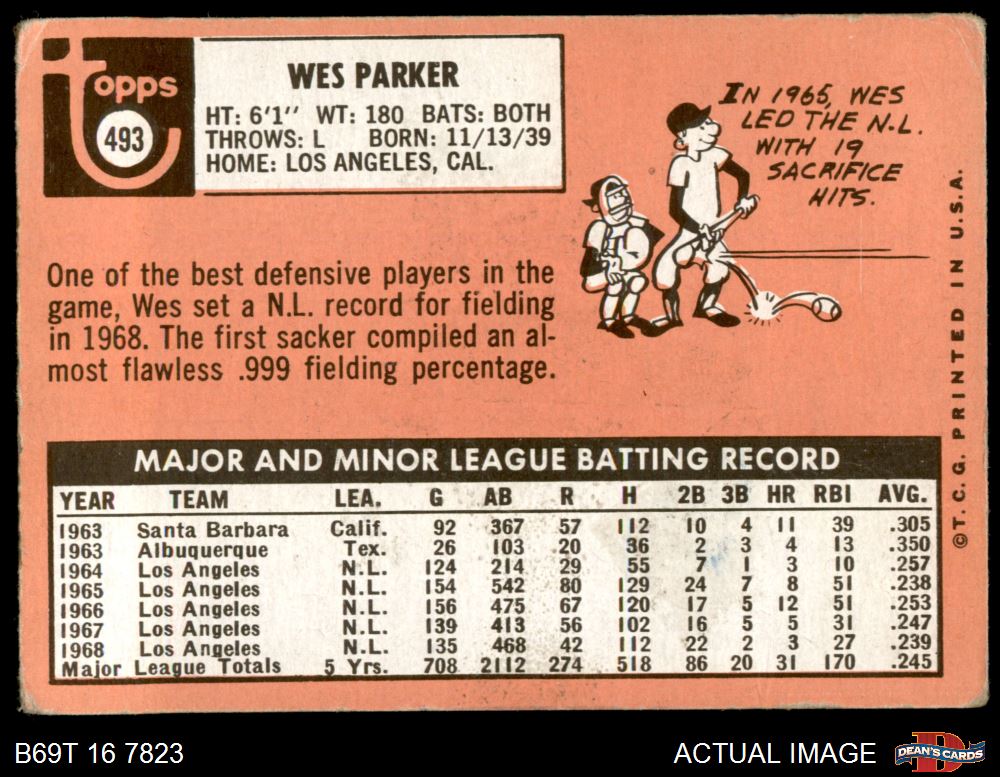 Topps
493
WES PARKER
HT: 6'1" WT: 180 BATS: BOTH
THROWS: L BORN: 11/13/39
HOME: LOS ANGELES, CAL.
IN 1965, WES
LED THE N.L.
WITH 19
SACRIFICE
HITS.
One of the best defensive players in the
game, Wes set a N.L. record for fielding
in 1968. The first sacker compiled an al-
most flawless .999 fielding percentage.
©T.C.G. PRINTED IN U.S.A.
MAJOR AND MINOR LEAGUE BATTING RECORD
YEAR TEAM LEA. G AB R H 2B 3B HR RBI AVG.
1963 Santa Barbara Calif. 92 367 57 112 10 4 11 39 .305
1963 Albuquerque Tex. 26 103 20 36 2 3 4 13 .350
1964 Los Angeles N.L. 124 214 29 55 7 1 3 10 .257
1965 Los Angeles N.L. 154 542 80 129 24 7 8 51 .238
1966 Los Angeles N.L. 156 475 67 120 17 5 12 51 .253
1967 Los Angeles N.L. 139 413 56 102 16 5 5 31 .247
1968 Los Angeles N.L. 135 468 42 112 22 2 3 27 .239
Major League Totals 5 Yrs. 708 2112 274 518 86 20 31 170 .245
B69T 16 7823
ACTUAL IMAGE
DEAN'S CARDS